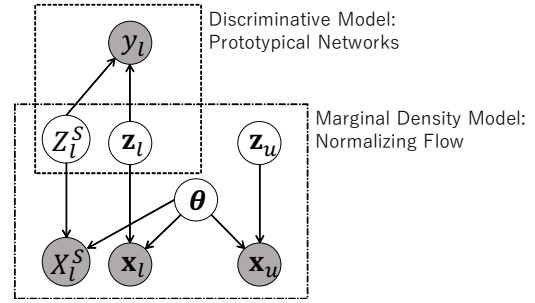 Discriminative Model:
Prototypical Networks
y_l
Marginal Density Model:
Normalizing Flow
Z_l^S
𝐳_l
𝐳_u
𝜽
X_l^S
𝐱_l
𝐱_u